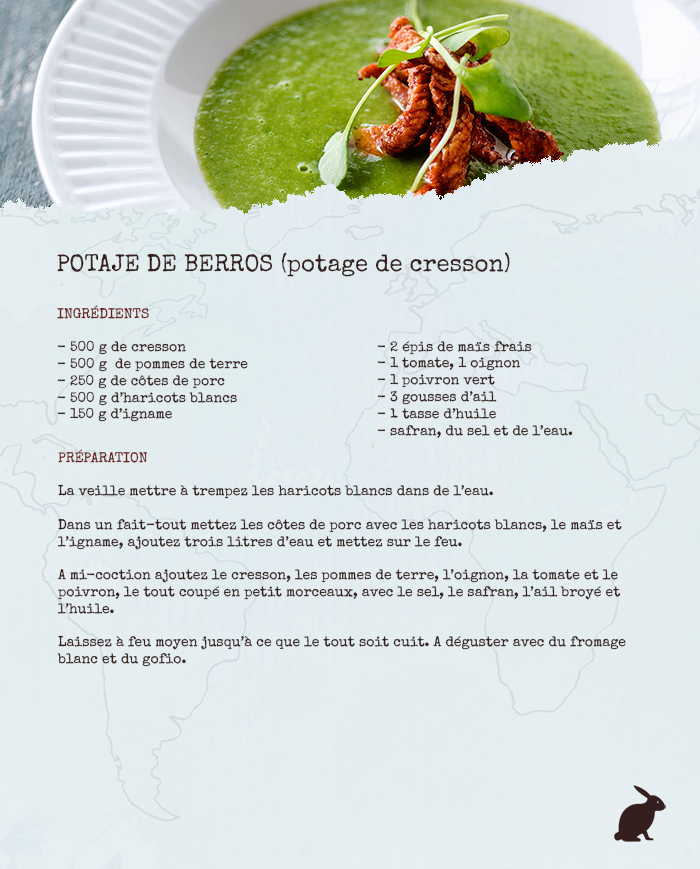 POTAJE DE BERROS (potage de cresson)
INGRÉDIENTS
- 500 g de cresson
- 500 g  de pommes de terre
- 250 g de côtes de porc
- 500 g d'haricots blancs
- 150 g d'igname
- 2 épis de maïs frais
- 1 tomate, 1 oignon
- 1 poivron vert
- 3 gousses d'ail
- 1 tasse d'huile
- safran, du sel et de l'eau.
PRÉPARATION
La veille mettre à trempez les haricots blancs dans de l'eau.
Dans un fait-tout mettez les côtes de porc avec les haricots blancs, le maïs et
l'igname, ajoutez trois litres d'eau et mettez sur le feu.
A mi-coction ajoutez le cresson, les pommes de terre, l'oignon, la tomate et le
poivron, le tout coupé en petit morceaux, avec le sel, le safran, l'ail broyé et
l'huile.
Laissez à feu moyen jusqu'à ce que le tout soit cuit. A déguster avec du fromage
blanc et du gofio.